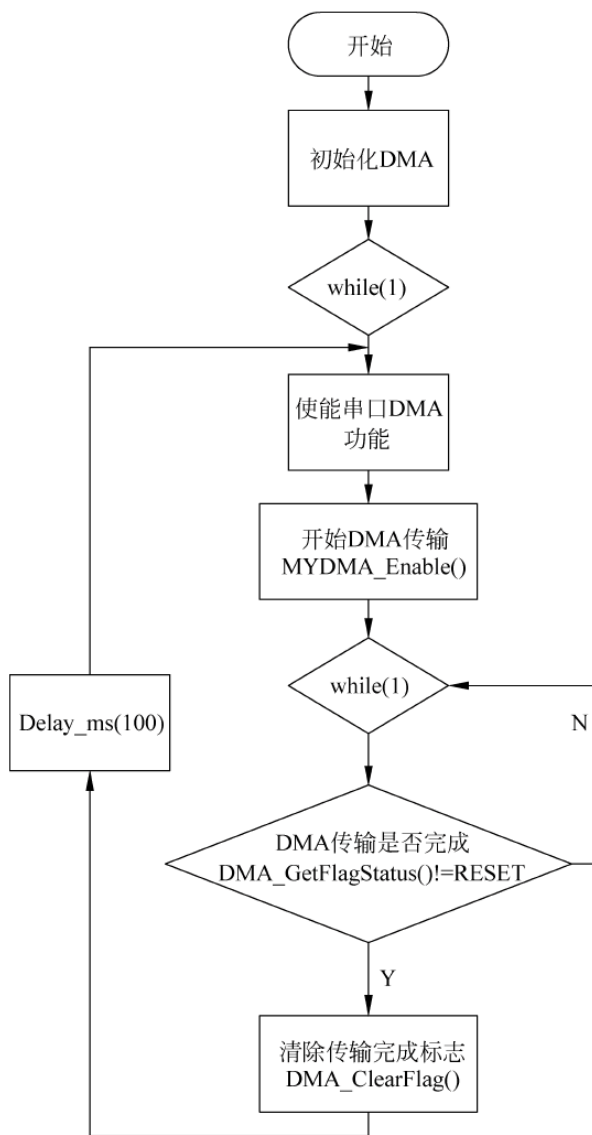 开始
初始化DMA
while(1)
使能串口DMA
功能
开始DMA传输
MYDMA_Enable()
while(1)
Delay_ms(100)
N
DMA传输是否完成
DMA_GetFlagStatus()!=RESET
Y
清除传输完成标志
DMA_ClearFlag()